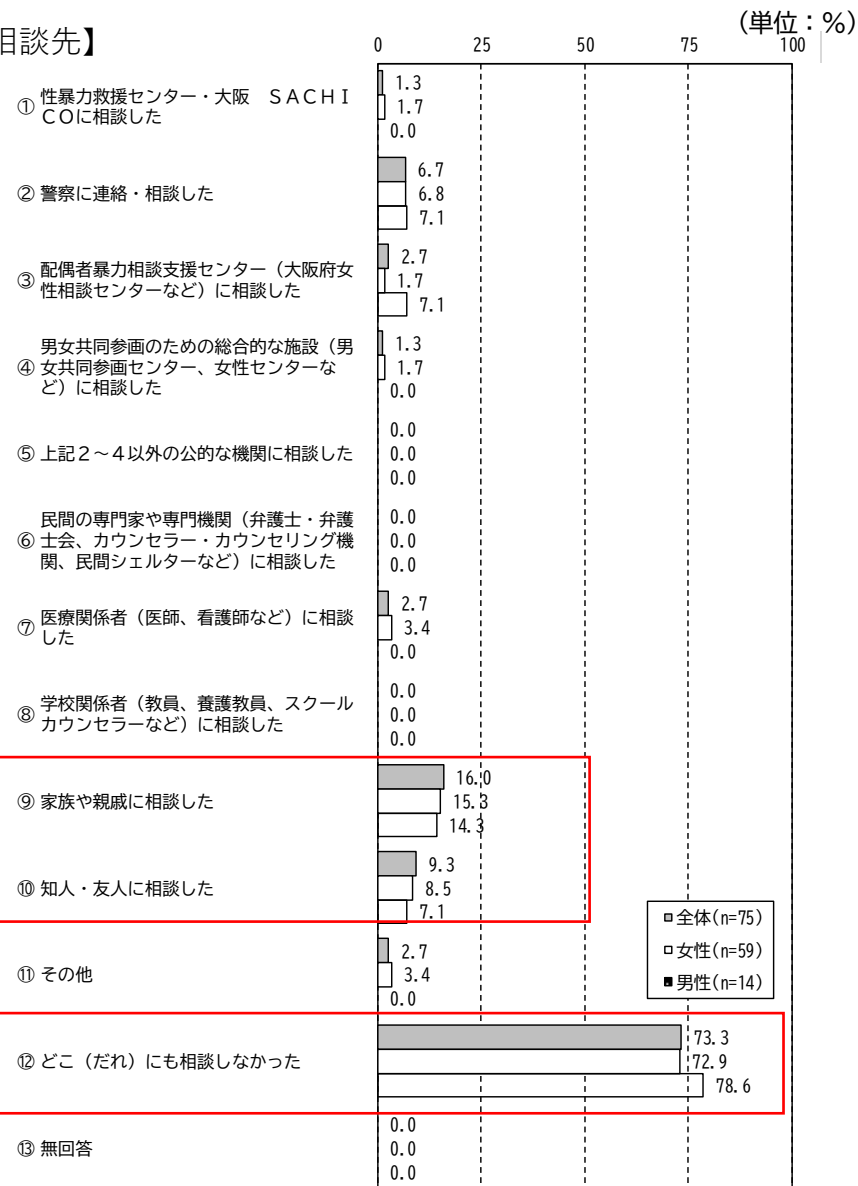 (単位：%)
相談先】
0 25 50 75 100
① 性暴力救援センター・大阪　ＳＡＣＨＩ
ＣＯに相談した
1.3
1.7
0.0
② 警察に連絡・相談した
6.7
6.8
7.1
③ 配偶者暴力相談支援センター（大阪府女
性相談センターなど）に相談した
2.7
1.7
7.1
④ 男女共同参画のための総合的な施設（男
女共同参画センター、女性センターな
ど）に相談した
1.3
1.7
0.0
⑤ 上記２～４以外の公的な機関に相談した
0.0
0.0
0.0
⑥ 民間の専門家や専門機関（弁護士・弁護
士会、カウンセラー・カウンセリング機
関、民間シェルターなど）に相談した
0.0
0.0
0.0
⑦ 医療関係者（医師、看護師など）に相談
した
2.7
3.4
0.0
⑧ 学校関係者（教員、養護教員、スクール
カウンセラーなど）に相談した
0.0
0.0
0.0
⑨ 家族や親戚に相談した
16.0
15.3
14.3
⑩ 知人・友人に相談した
9.3
8.5
7.1
全体(n=75)
女性(n=59)
男性(n=14)
⑪ その他
2.7
3.4
0.0
⑫ どこ（だれ）にも相談しなかった
73.3
72.9
78.6
⑬ 無回答
0.0
0.0
0.0